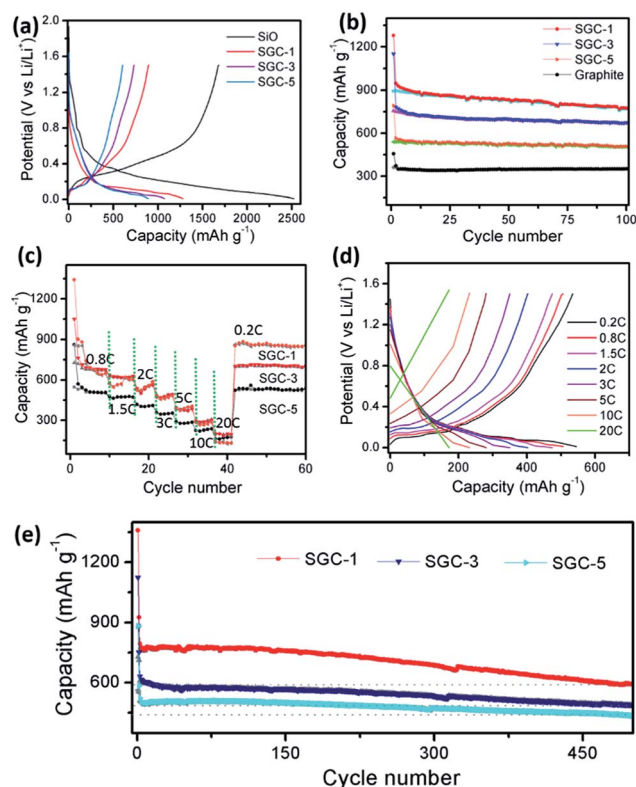 (a)
2.0
1.6
1.2
0.8
0.4
0.0
Potential (V vs Li/Li⁺)
SiO
SGC-1
SGC-3
SGC-5
0 500 1000 1500 2000 2500
Capacity (mAh g⁻¹)
(b)
1500
1200
900
600
300
Capacity (mAh g⁻¹)
SGC-1
SGC-3
SGC-5
Graphite
0 25 50 75 100
Cycle number
(c)
1500
1200
900
600
300
Capacity (mAh g⁻¹)
0.8C
1.5C
2C
3C
5C
10C
20C
0.2C
SGC-1
SGC-3
SGC-5
0 10 20 30 40 50 60
Cycle number
(d)
1.6
1.2
0.8
0.4
0.0
Potential (V vs Li/Li⁺)
0.2C
0.8C
1.5C
2C
3C
5C
10C
20C
0 200 400 600
Capacity (mAh g⁻¹)
(e)
1200
900
600
Capacity (mAh g⁻¹)
SGC-1 SGC-3 SGC-5
0 150 300 450
Cycle number